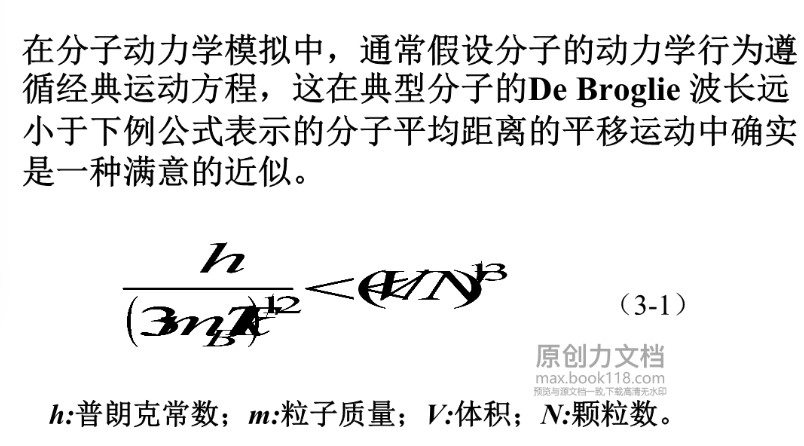 在分子动力学模拟中，通常假设分子的动力学行为遵
循经典运动方程，这在典型分子的De Broglie 波长远
小于下例公式表示的分子平均距离的平移运动中确实
是一种满意的近似。
h
<(V/N)^1/3
(3m k_B T)^1/2
（3-1）
原创力文档
max.book118.com
预览与源文档一致,下载高清无水印
h:普朗克常数；m:粒子质量；V:体积；N:颗粒数。